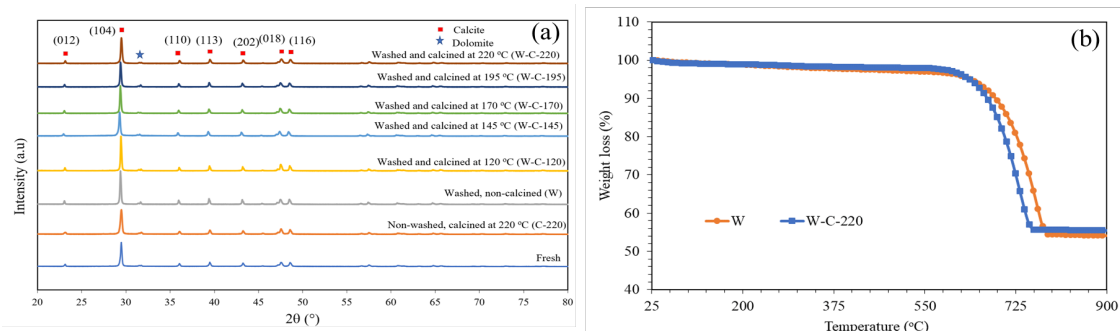 (a)
Calcite
Dolomite
(012)
(104)
(110)
(113)
(202)
(018)
(116)
Washed and calcined at 220 °C (W-C-220)
Washed and calcined at 195 °C (W-C-195)
Washed and calcined at 170 °C (W-C-170)
Washed and calcined at 145 °C (W-C-145)
Washed and calcined at 120 °C (W-C-120)
Washed, non-calcined (W)
Non-washed, calcined at 220 °C (C-220)
Fresh
Intensity (a.u)
20 25 30 35 40 45 50 55 60 65 70 75 80
2θ (°)
(b)
Weight loss (%)
110
100
90
80
70
60
50
40
W
W-C-220
25 200 375 550 725 900
Temperature (°C)